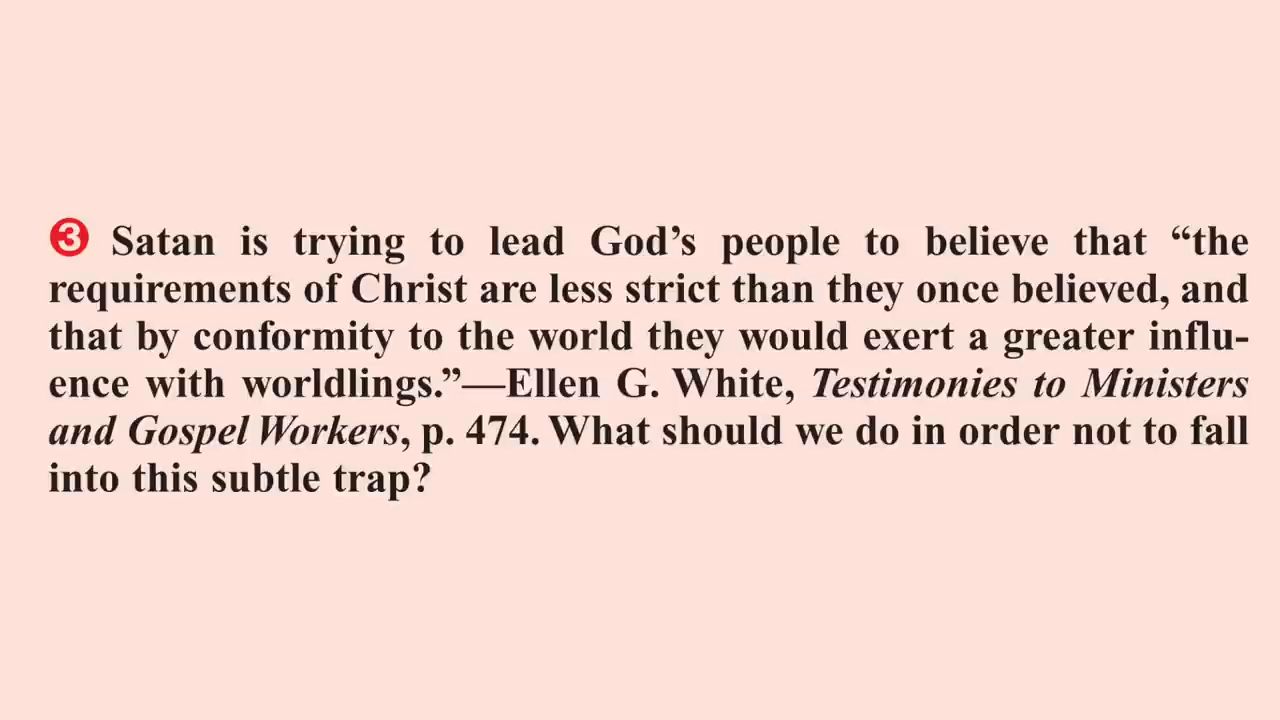 ❸ Satan is trying to lead God’s people to believe that “the
requirements of Christ are less strict than they once believed, and
that by conformity to the world they would exert a greater influ-
ence with worldlings.”—Ellen G. White, Testimonies to Ministers
and Gospel Workers, p. 474. What should we do in order not to fall
into this subtle trap?